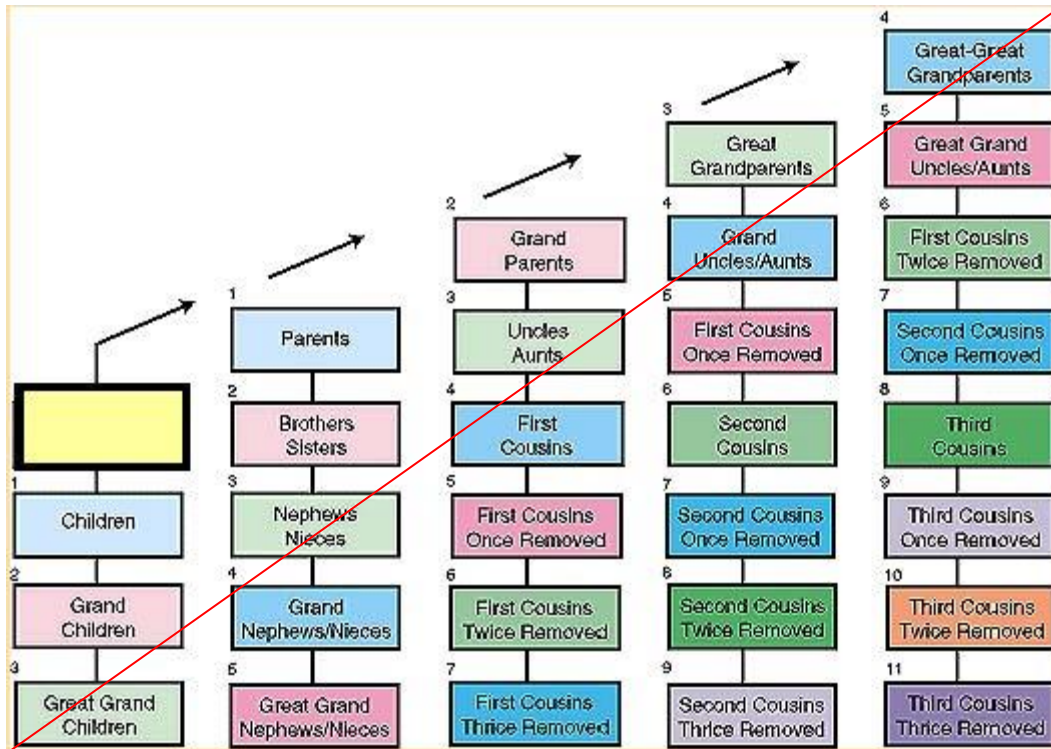 1
Children
2
Grand
Children
3
Great Grand
Children
1
Parents
2
Brothers
Sisters
3
Nephews
Nieces
4
Grand
Nephews/Nieces
5
Great Grand
Nephews/Nieces
2
Grand
Parents
3
Uncles
Aunts
4
First
Cousins
5
First Cousins
Once Removed
6
First Cousins
Twice Removed
7
First Cousins
Thrice Removed
3
Great
Grandparents
4
Grand
Uncles/Aunts
5
First Cousins
Once Removed
6
Second
Cousins
7
Second Cousins
Once Removed
8
Second Cousins
Twice Removed
9
Second Cousins
Thrice Removed
4
Great-Great
Grandparents
5
Great Grand
Uncles/Aunts
6
First Cousins
Twice Removed
7
Second Cousins
Once Removed
8
Third
Cousins
9
Third Cousins
Once Removed
10
Third Cousins
Twice Removed
11
Third Cousins
Thrice Removed